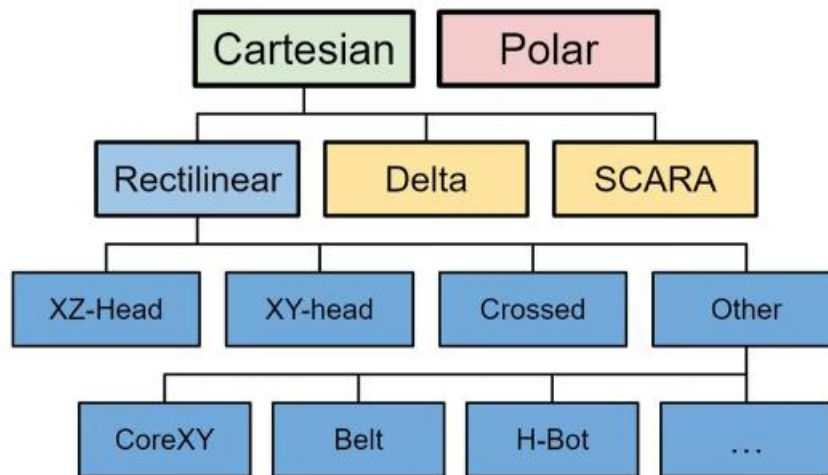 Cartesian
Polar
Rectilinear
Delta
SCARA
XZ-Head
XY-head
Crossed
Other
CoreXY
Belt
H-Bot
...